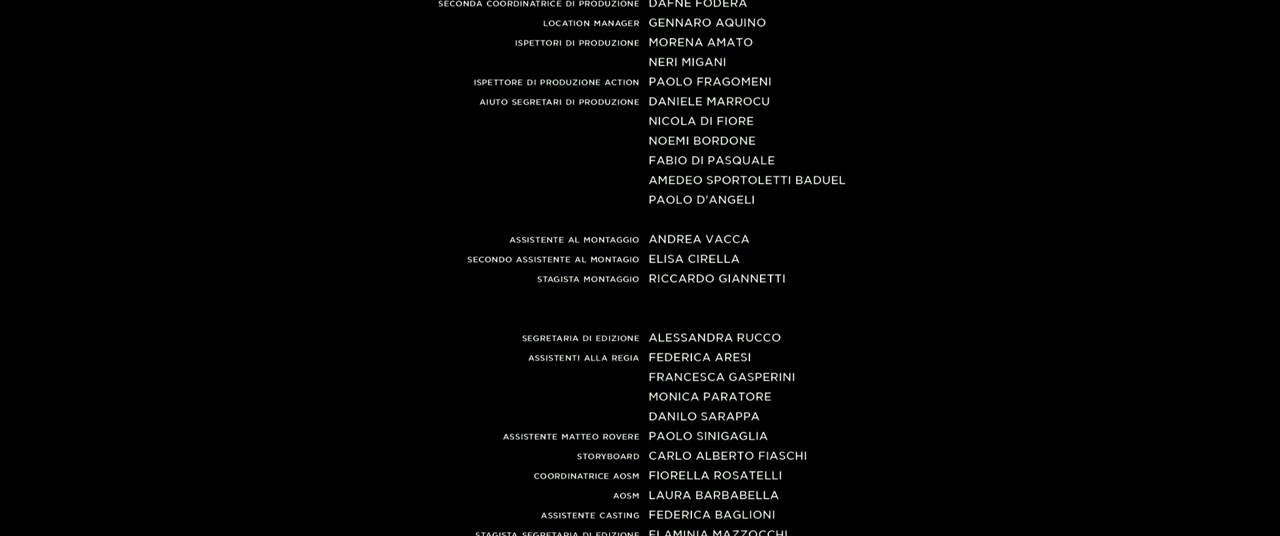 SECONDA COORDINATRICE DI PRODUZIONE DAFNE FODERÀ
LOCATION MANAGER GENNARO AQUINO
ISPETTORI DI PRODUZIONE MORENA AMATO
NERI MIGANI
ISPETTORE DI PRODUZIONE ACTION PAOLO FRAGOMENI
AIUTO SEGRETARI DI PRODUZIONE DANIELE MARROCU
NICOLA DI FIORE
NOEMI BORDONE
FABIO DI PASQUALE
AMEDEO SPORTOLETTI BADUEL
PAOLO D'ANGELI
ASSISTENTE AL MONTAGGIO ANDREA VACCA
SECONDO ASSISTENTE AL MONTAGIO ELISA CIRELLA
STAGISTA MONTAGGIO RICCARDO GIANNETTI
SEGRETARIA DI EDIZIONE ALESSANDRA RUCCO
ASSISTENTI ALLA REGIA FEDERICA ARESI
FRANCESCA GASPERINI
MONICA PARATORE
DANILO SARAPPA
ASSISTENTE MATTEO ROVERE PAOLO SINIGAGLIA
STORYBOARD CARLO ALBERTO FIASCHI
COORDINATRICE AOSM FIORELLA ROSATELLI
AOSM LAURA BARBABELLA
ASSISTENTE CASTING FEDERICA BAGLIONI
STAGISTA SEGRETARIA DI EDIZIONE FLAMINIA MAZZOCCHI